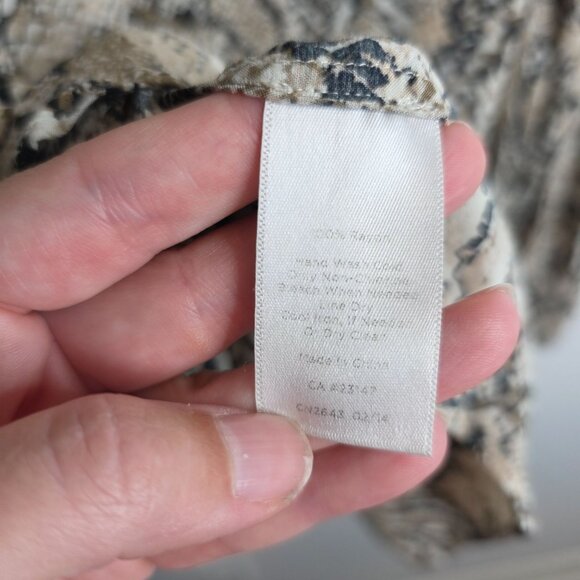 100% Rayon
Hand Wash Cold
Only Non-Chlorine
Bleach When Needed
Line Dry
Cool Iron, If Needed
Or Dry Clean
Made In China
CA #23147
CN2643 02/14